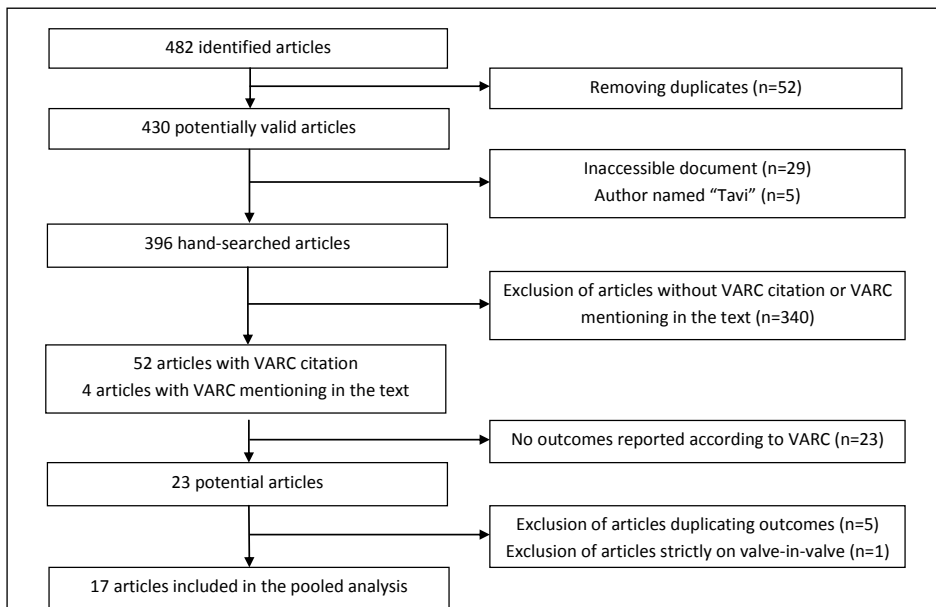 482 identified articles
Removing duplicates (n=52)
430 potentially valid articles
Inaccessible document (n=29)
Author named “Tavi” (n=5)
396 hand-searched articles
Exclusion of articles without VARC citation or VARC
mentioning in the text (n=340)
52 articles with VARC citation
4 articles with VARC mentioning in the text
No outcomes reported according to VARC (n=23)
23 potential articles
Exclusion of articles duplicating outcomes (n=5)
Exclusion of articles strictly on valve-in-valve (n=1)
17 articles included in the pooled analysis